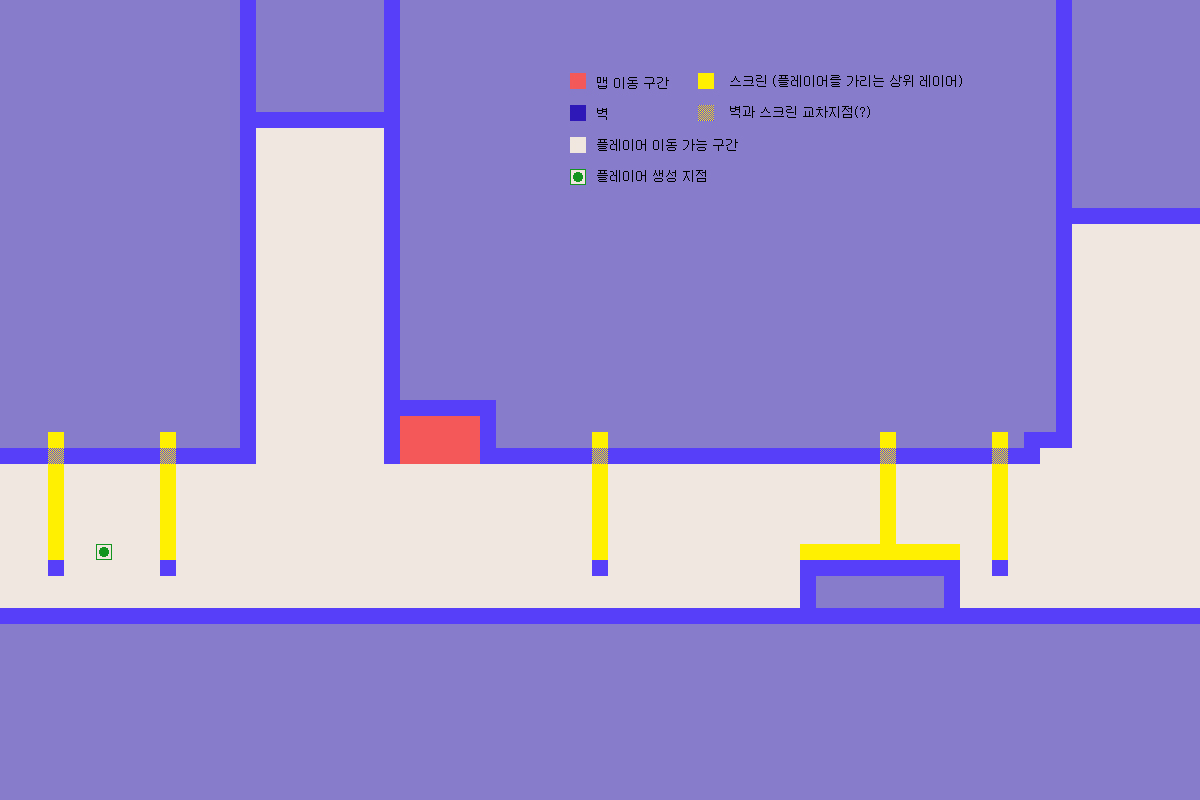 맵 이동 구간
스크린 (플레이어를 가리는 상위 레이어)
벽
벽과 스크린 교차지점(?)
플레이어 이동 가능 구간
플레이어 생성 지점